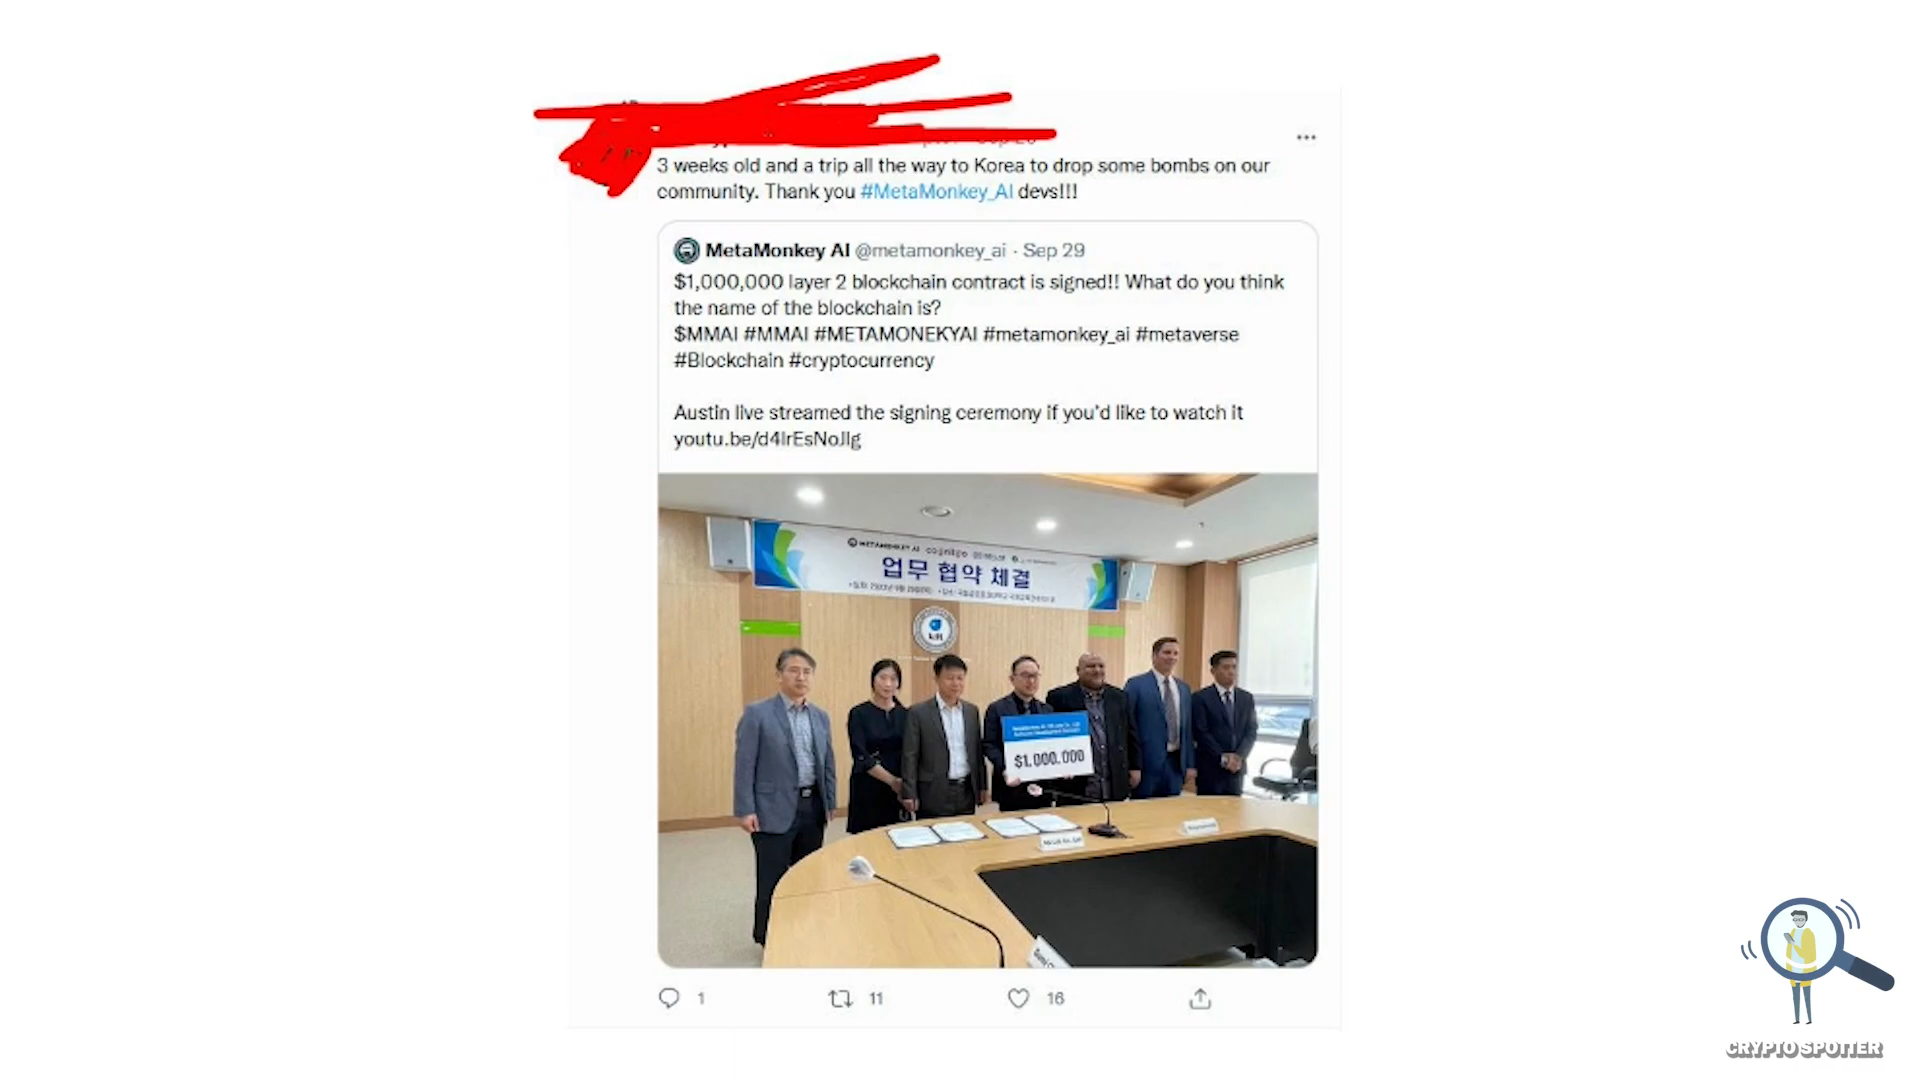 3 weeks old and a trip all the way to Korea to drop some bombs on our
community. Thank you #MetaMonkey_AI devs!!!
MetaMonkey AI @metamonkey_ai · Sep 29
$1,000,000 layer 2 blockchain contract is signed!! What do you think
the name of the blockchain is?
$MMAI #MMAI #METAMONEKYAI #metamonkey_ai #metaverse
#Blockchain #cryptocurrency
Austin live streamed the signing ceremony if you'd like to watch it
youtu.be/d4IrEsNoJlg
METAMONKEY AI cognitgo
업무 협약 체결
$1.000.000
1 11 16
CRYPTO SPOTTER